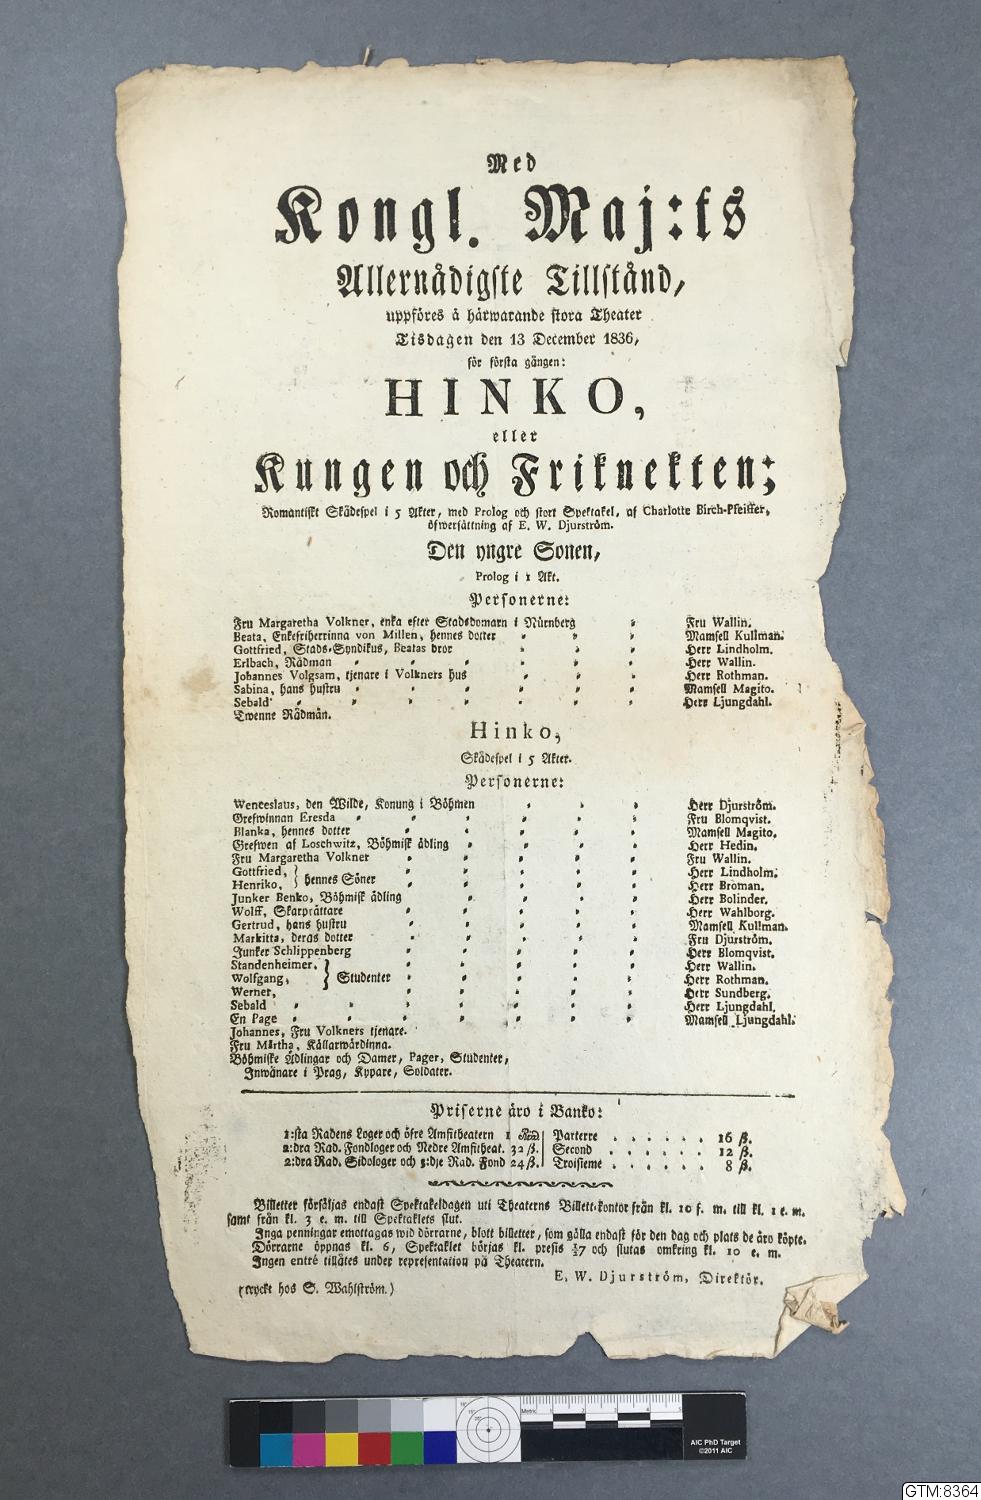 Med
Kongl. Maj:ts
Allernådigste Tillstånd,
uppföres å härwarande stora Theater
Tisdagen den 13 December 1836,
för första gången:
HINKO,
eller
Kungen och Friknekten;
Romantiskt Skådespel i 5 Akter, med Prolog och stort Spektakel, af Charlotte Birch-Pfeiffer,
öfwersättning af E. W. Djurström.
Den yngre Sonen,
Prolog i 1 Akt.
Personerne:
Fru Margaretha Volkner, enka efter Stadsdomarn i Nürnberg Fru Wallin.
Beata, Enkefriherrinna von Millen, hennes dotter Mamsell Kullman.
Gottfried, Stads-Syndikus, Beatas bror Herr Lindholm.
Erlbach, Rådman Herr Wallin.
Johannes Volgsam, tjenare i Volkners hus Herr Rothman.
Sabina, hans hustru Mamsell Magito.
Sebald Herr Ljungdahl.
Twenne Rådmän.
Hinko,
Skådespel i 5 Akter.
Personerne:
Wenceslaus, den Wilde, Konung i Böhmen Herr Djurström.
Grefwinnan Eresda Fru Blomqvist.
Blanka, hennes dotter Mamsell Magito.
Grefwen af Loschwitz, Böhmisk ädling Herr Hedin.
Fru Margaretha Volkner Fru Wallin.
Gottfried, } hennes Söner Herr Lindholm.
Henriko, Herr Broman.
Junker Benko, Böhmisk ädling Herr Bolinder.
Wolff, Skarprättare Herr Wahlborg.
Gertrud, hans hustru Mamsell Kullman.
Markitta, deras dotter Fru Djurström.
Junker Schlippenberg Herr Blomqvist.
Standenheimer, Herr Wallin.
Wolfgang, } Studenter Herr Rothman.
Werner, Herr Sundberg.
Sebald Herr Ljungdahl.
En Page Mamsell Ljungdahl.
Johannes, Fru Volkners tjenare.
Fru Märtha, Källarwärdinna.
Böhmiske Ädlingar och Damer, Pager, Studenter,
Inwånare i Prag, Kypare, Soldater.
Priserne äro i Banko:
1:sta Radens Loger och öfre Amfitheatern 1 Rdr Parterre . . . . . . 16 ß.
2:dra Rad. Fondloger och Nedre Amfitheat. 32 ß. Second . . . . . . 12 ß.
2:dra Rad. Sidologer och 3:dje Rad. Fond 24 ß. Troisieme . . . . . . 8 ß.
Billetter försäljas endast Spektakeldagen uti Theaterns Billett-kontor från kl. 10 f. m. till kl. 1 e. m.
samt från kl. 3 e. m. till Spektaklets slut.
Inga penningar emottagas wid dörrarne, blott billetter, som gälla endast för den dag och plats de äro köpte.
Dörrarne öppnas kl. 6, Spektaklet börjas kl. precis ½7 och slutas omkring kl. 10 e. m.
Ingen entré tillåtes under representation på Theatern.
E. W. Djurström, Direktör.
(tryckt hos S. Wahlström.)
Metric 1 2 3 4 5
AIC PhD Target
©2011 AIC
GTM:8364